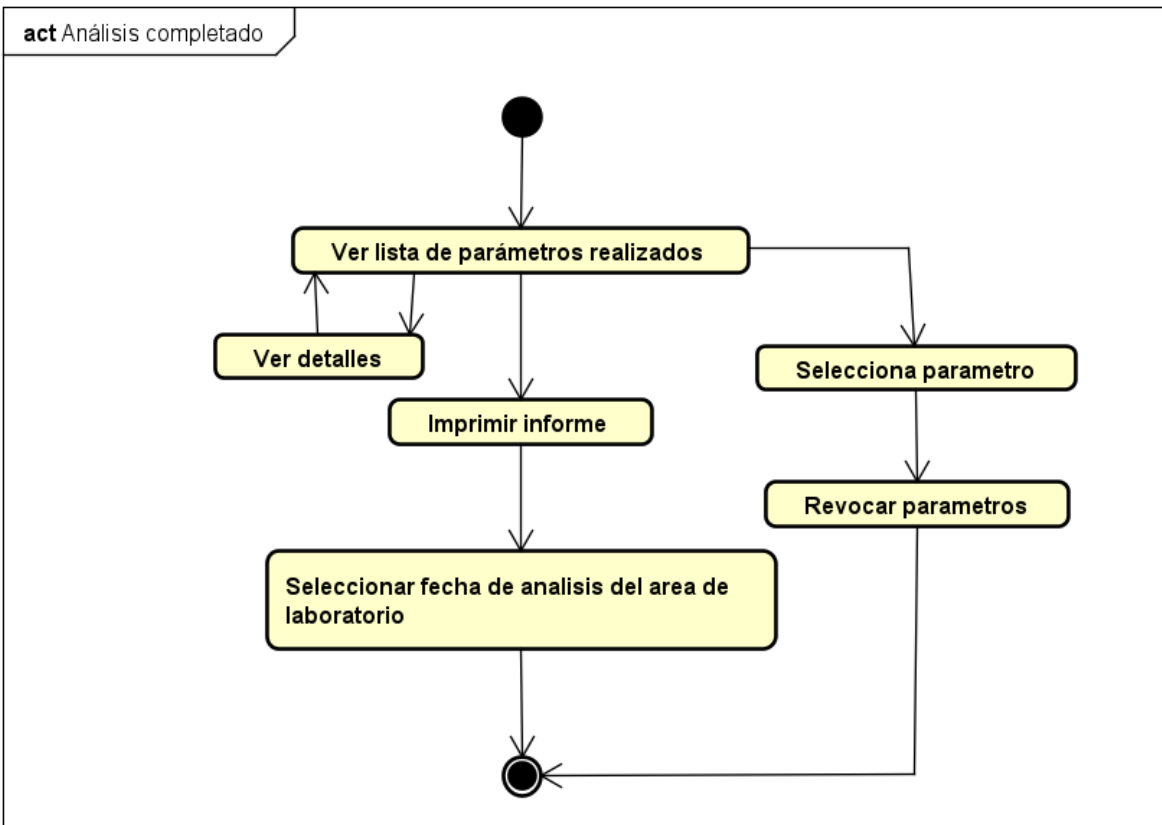 act Análisis completado
Ver lista de parámetros realizados
Ver detalles
Selecciona parametro
Imprimir informe
Revocar parametros
Seleccionar fecha de analisis del area de
laboratorio